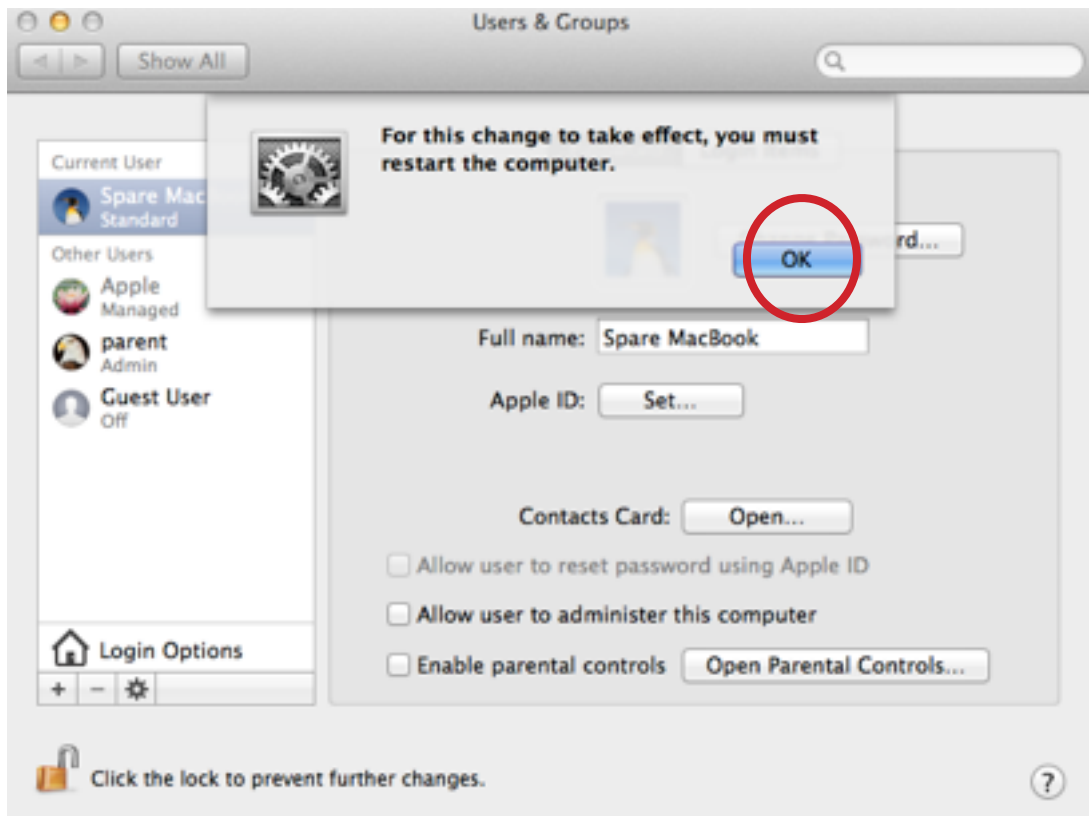 Users & Groups
Show All
For this change to take effect, you must
restart the computer.
OK
rd...
Current User
Spare Mac
Standard
Other Users
Apple
Managed
parent
Admin
Guest User
Off
Login Options
+ −
Full name: Spare MacBook
Apple ID: Set...
Contacts Card: Open...
Allow user to reset password using Apple ID
Allow user to administer this computer
Enable parental controls Open Parental Controls...
Click the lock to prevent further changes.
?